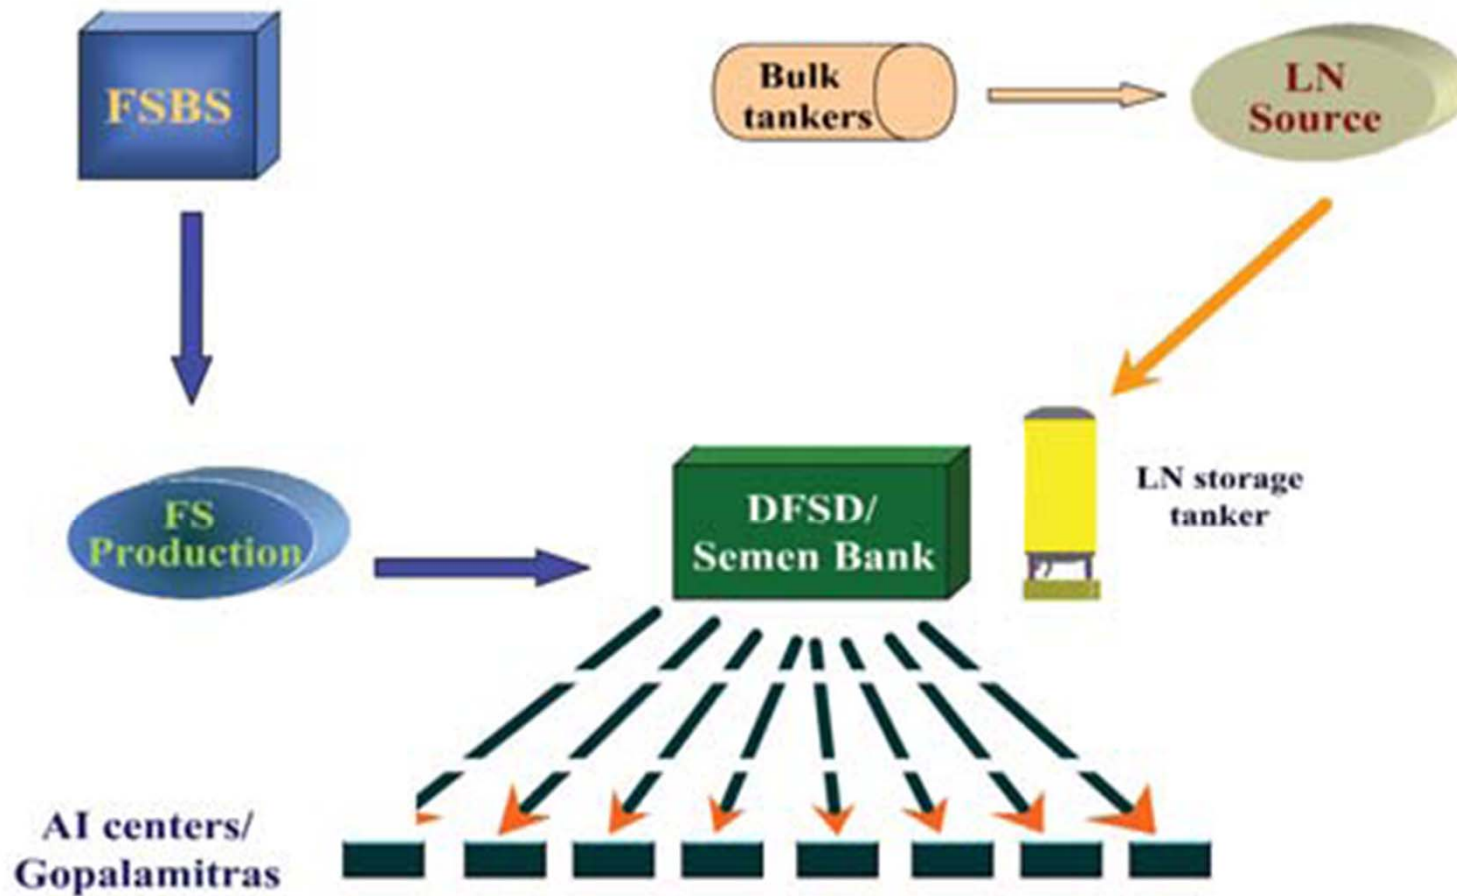 FSBS
Bulk
tankers
LN
Source
FS
Production
DFSD/
Semen Bank
LN storage
tanker
AI centers/
Gopalamitras